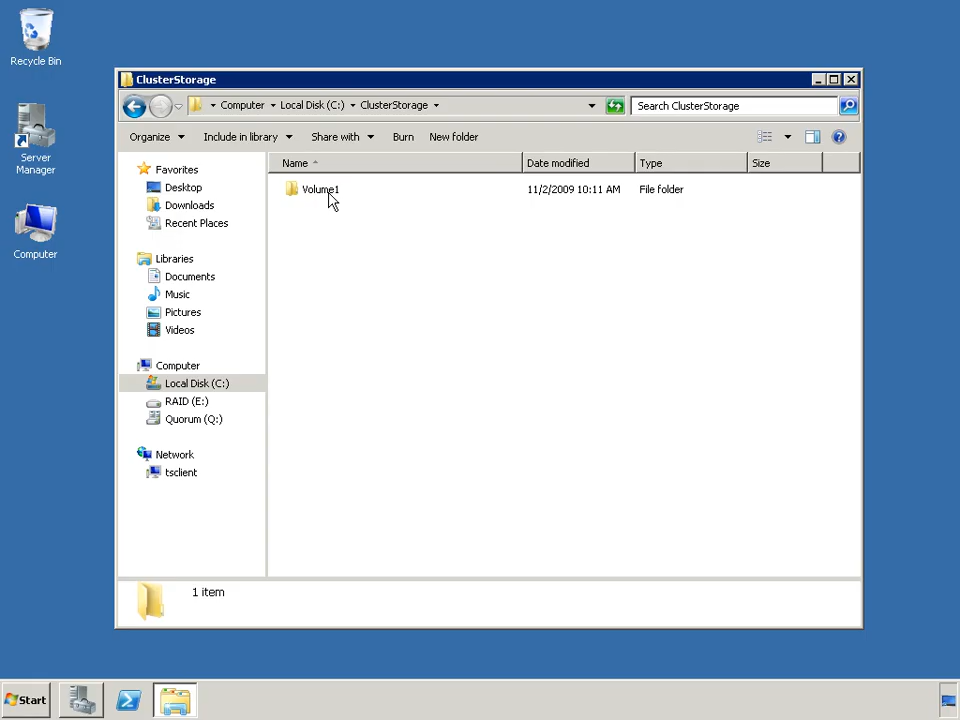 Recycle Bin
Server
Manager
Computer
ClusterStorage
Computer Local Disk (C:) ClusterStorage
Search ClusterStorage
Organize Include in library Share with Burn New folder
Name Date modified Type Size
Volume1 11/2/2009 10:11 AM File folder
Favorites
Desktop
Downloads
Recent Places
Libraries
Documents
Music
Pictures
Videos
Computer
Local Disk (C:)
RAID (E:)
Quorum (Q:)
Network
tsclient
1 item
Start